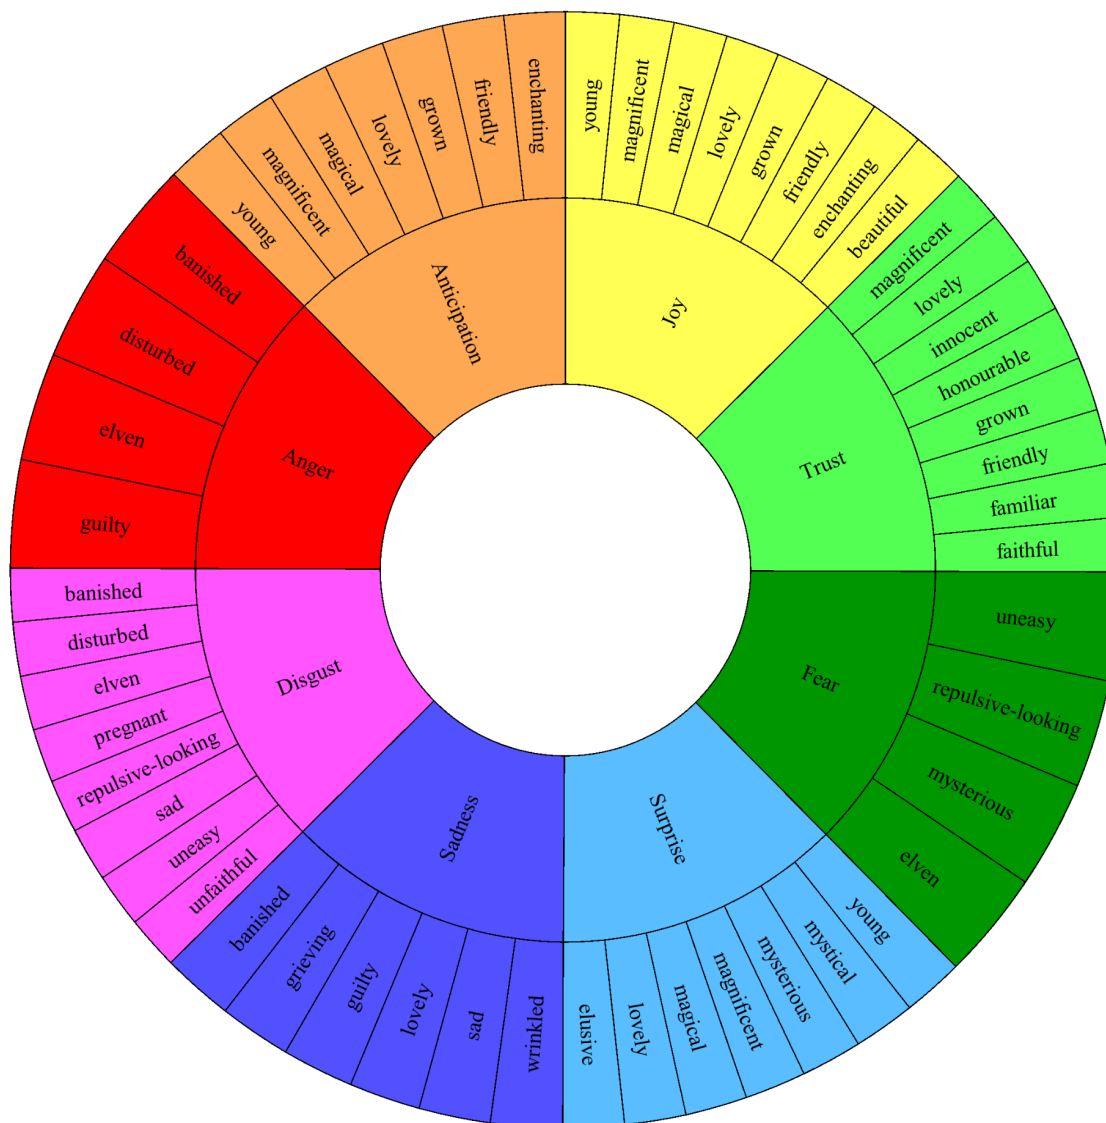 Joy
young
magnificent
magical
lovely
grown
friendly
enchanting
beautiful
Trust
magnificent
lovely
innocent
honourable
grown
friendly
familiar
faithful
Fear
uneasy
repulsive-looking
mysterious
elven
Surprise
young
mystical
mysterious
magnificent
magical
lovely
elusive
Sadness
wrinkled
sad
lovely
guilty
grieving
banished
Disgust
unfaithful
uneasy
sad
repulsive-looking
pregnant
elven
disturbed
banished
Anger
guilty
elven
disturbed
banished
Anticipation
young
magnificent
magical
lovely
grown
friendly
enchanting